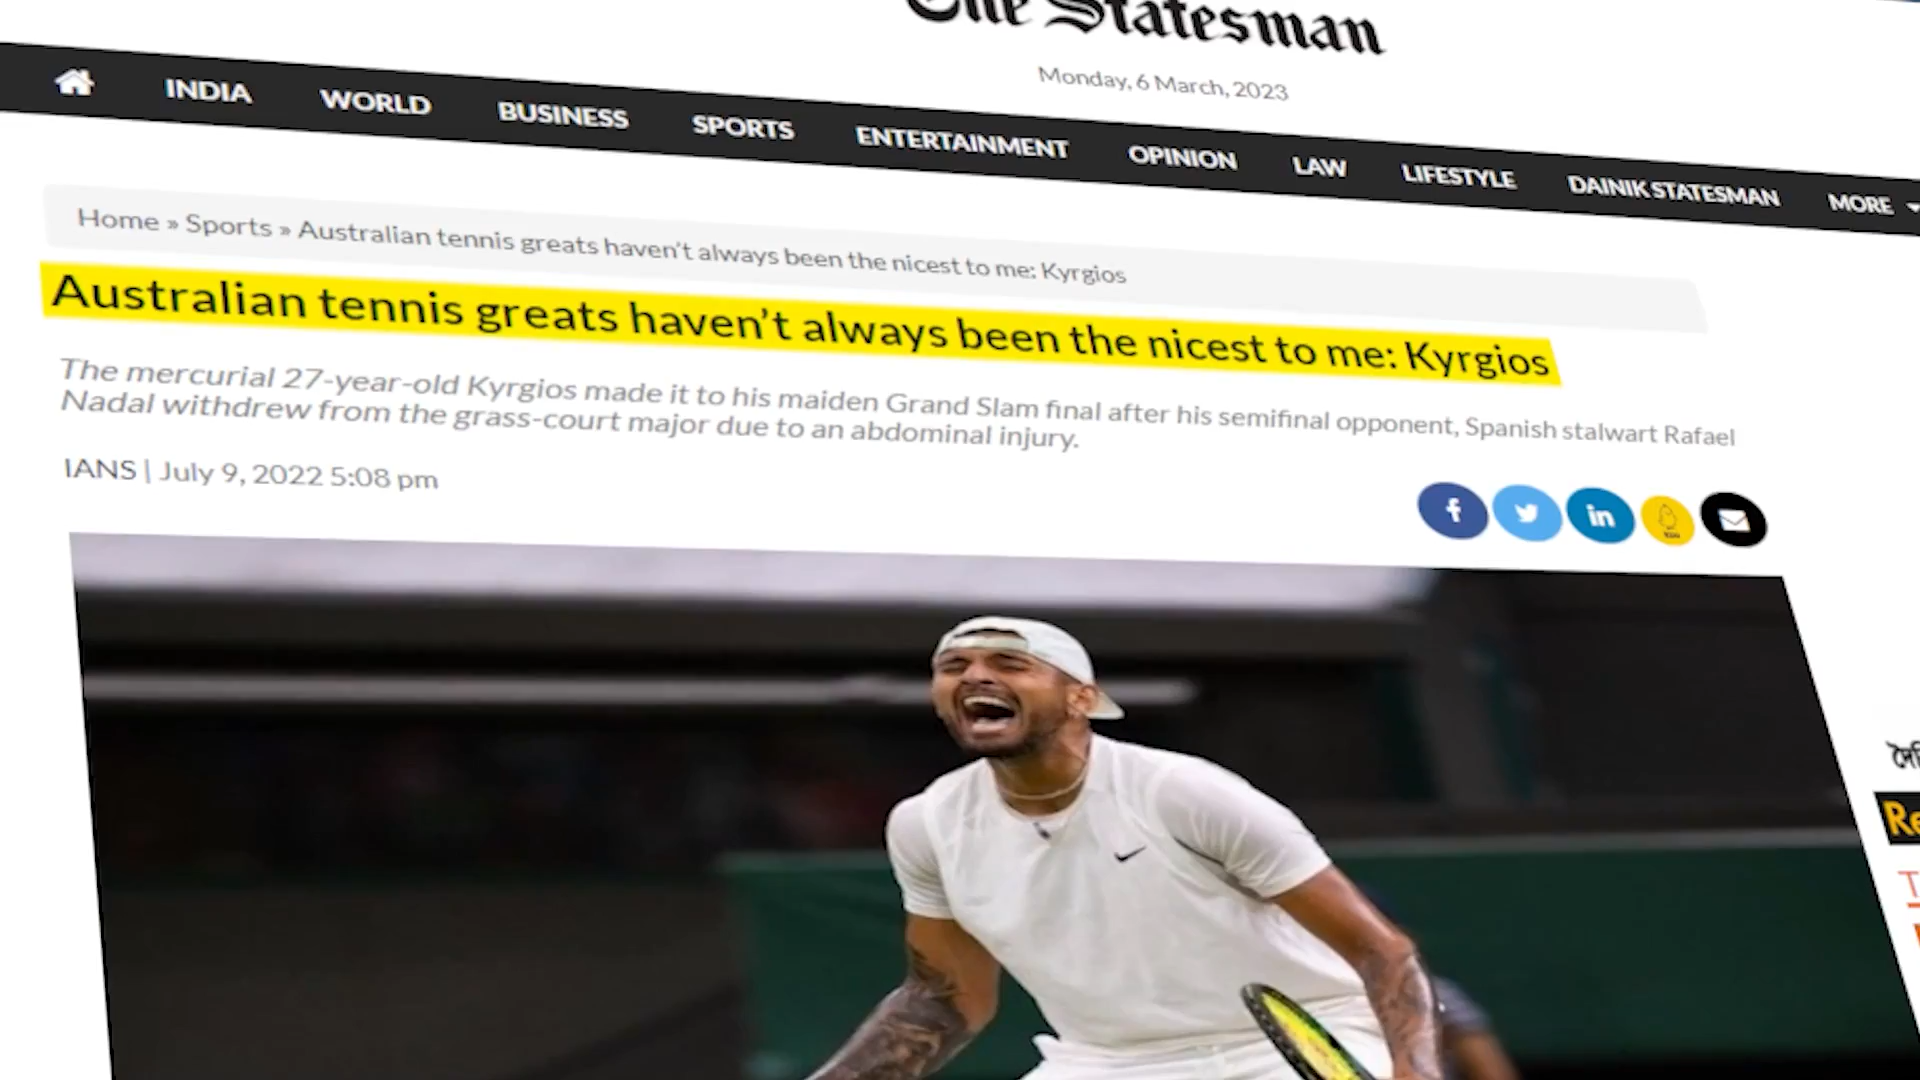 The Statesman
Monday, 6 March, 2023
INDIA WORLD BUSINESS SPORTS ENTERTAINMENT OPINION LAW LIFESTYLE DAINIK STATESMAN MORE
Home » Sports » Australian tennis greats haven't always been the nicest to me: Kyrgios
Australian tennis greats haven't always been the nicest to me: Kyrgios
The mercurial 27-year-old Kyrgios made it to his maiden Grand Slam final after his semifinal opponent, Spanish stalwart Rafael
Nadal withdrew from the grass-court major due to an abdominal injury.
IANS | July 9, 2022 5:08 pm
f in